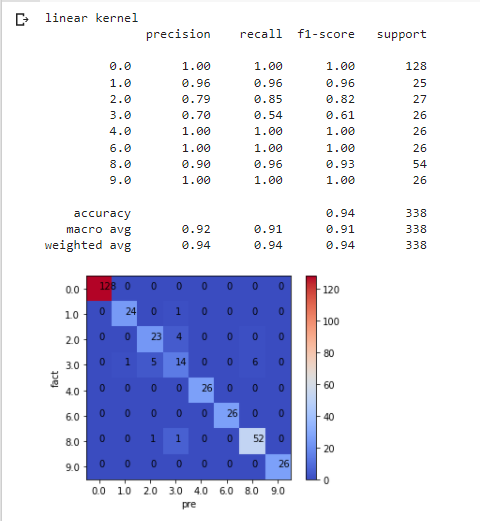 linear kernel
precision recall f1-score support
0.0 1.00 1.00 1.00 128
1.0 0.96 0.96 0.96 25
2.0 0.79 0.85 0.82 27
3.0 0.70 0.54 0.61 26
4.0 1.00 1.00 1.00 26
6.0 1.00 1.00 1.00 26
8.0 0.90 0.96 0.93 54
9.0 1.00 1.00 1.00 26
accuracy 0.94 338
macro avg 0.92 0.91 0.91 338
weighted avg 0.94 0.94 0.94 338
0.0 128 0 0 0 0 0 0 0 120
1.0 0 24 0 1 0 0 0 0 100
2.0 0 0 23 4 0 0 0 0 80
3.0 0 1 5 14 0 0 6 0 60
4.0 0 0 0 0 26 0 0 0
6.0 0 0 0 0 0 26 0 0 40
8.0 0 0 1 1 0 0 52 0 20
9.0 0 0 0 0 0 0 0 26 0
fact
0.0 1.0 2.0 3.0 4.0 6.0 8.0 9.0
pre